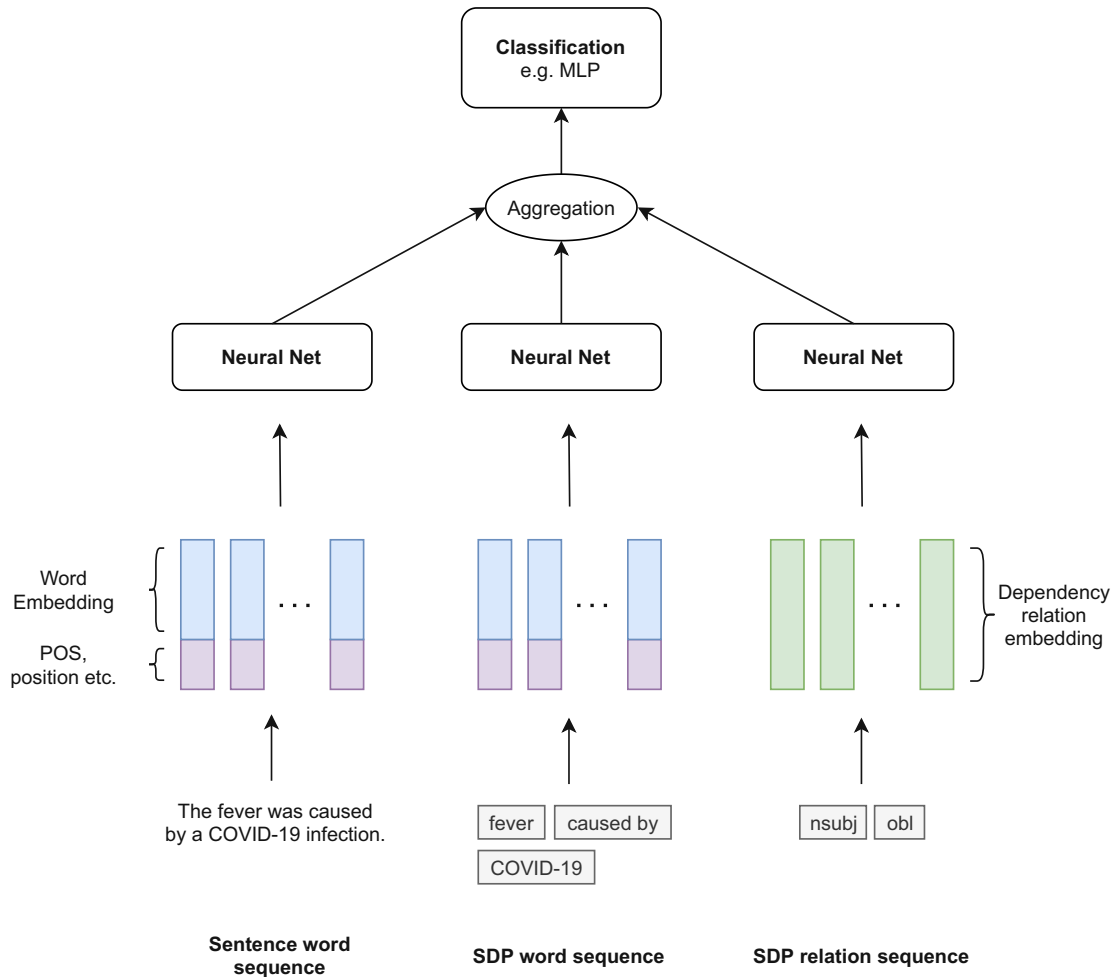 Classification
e.g. MLP
Aggregation
Neural Net
Neural Net
Neural Net
Word
Embedding
POS,
position etc.
. . .
. . .
. . .
Dependency
relation
embedding
The fever was caused
by a COVID-19 infection.
fever
caused by
COVID-19
nsubj
obl
Sentence word
sequence
SDP word sequence
SDP relation sequence